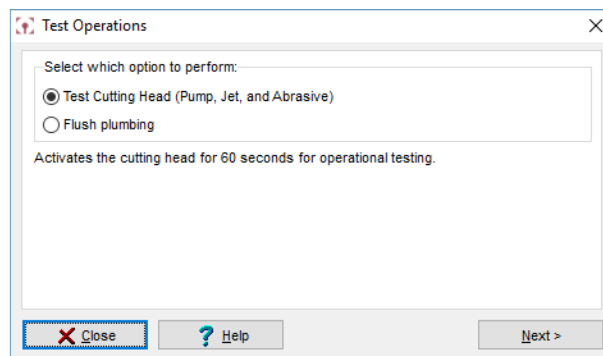 Test Operations
Select which option to perform:
Test Cutting Head (Pump, Jet, and Abrasive)
Flush plumbing
Activates the cutting head for 60 seconds for operational testing.
Close
Help
Next >